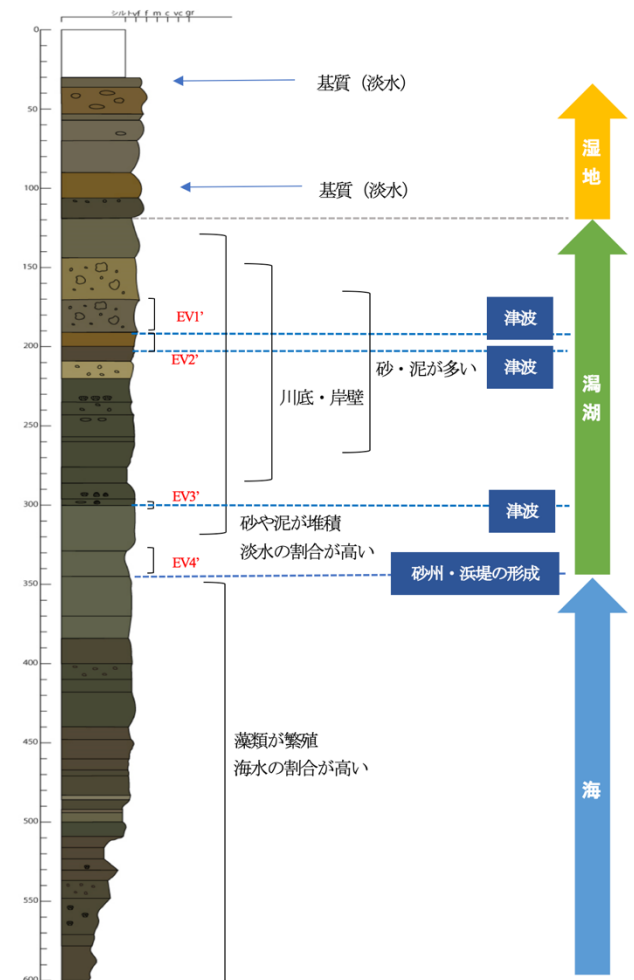 シルトvf f m c vc gr
0
基質（淡水）
50
湿地
100
基質（淡水）
150
EV1’
津波
200
EV2’
津波
砂・泥が多い
潟湖
川底・岸壁
250
300
EV3’
津波
砂や泥が堆積
淡水の割合が高い
EV4’
砂州・浜堤の形成
350
400
450
藻類が繁殖
海水の割合が高い
海
500
550
600